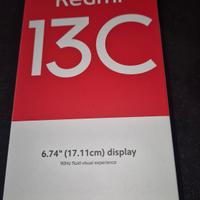 Redmi
13C
6.74" (17.11cm) display
90Hz fluid visual experience